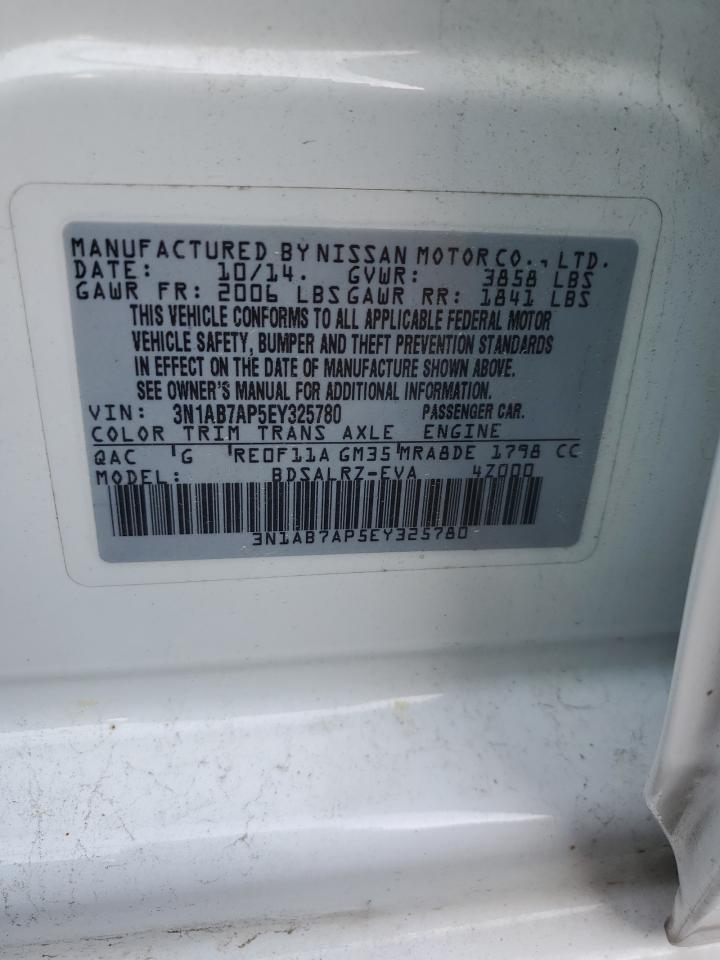 MANUFACTURED BY NISSAN MOTOR CO., LTD.
DATE: 10/14. GVWR: 3858 LBS
GAWR FR: 2006 LBS GAWR RR: 1841 LBS
THIS VEHICLE CONFORMS TO ALL APPLICABLE FEDERAL MOTOR
VEHICLE SAFETY, BUMPER AND THEFT PREVENTION STANDARDS
IN EFFECT ON THE DATE OF MANUFACTURE SHOWN ABOVE.
SEE OWNER'S MANUAL FOR ADDITIONAL INFORMATION.
VIN: 3N1AB7AP5EY325780 PASSENGER CAR.
COLOR TRIM TRANS AXLE ENGINE
QAC G RE0F11A GM35 MRA8DE 1798 CC
MODEL: BDSALRZ-EVA 4Z000
3N1AB7AP5EY325780